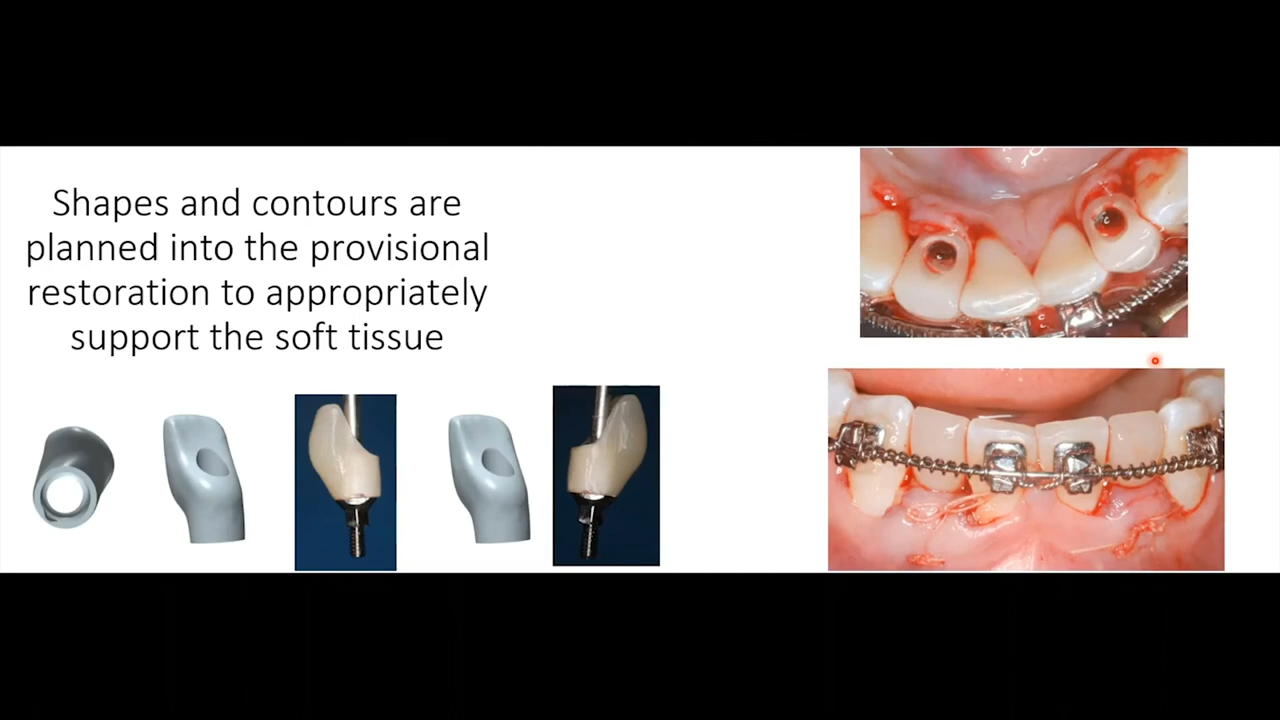 Shapes and contours are
planned into the provisional
restoration to appropriately
support the soft tissue